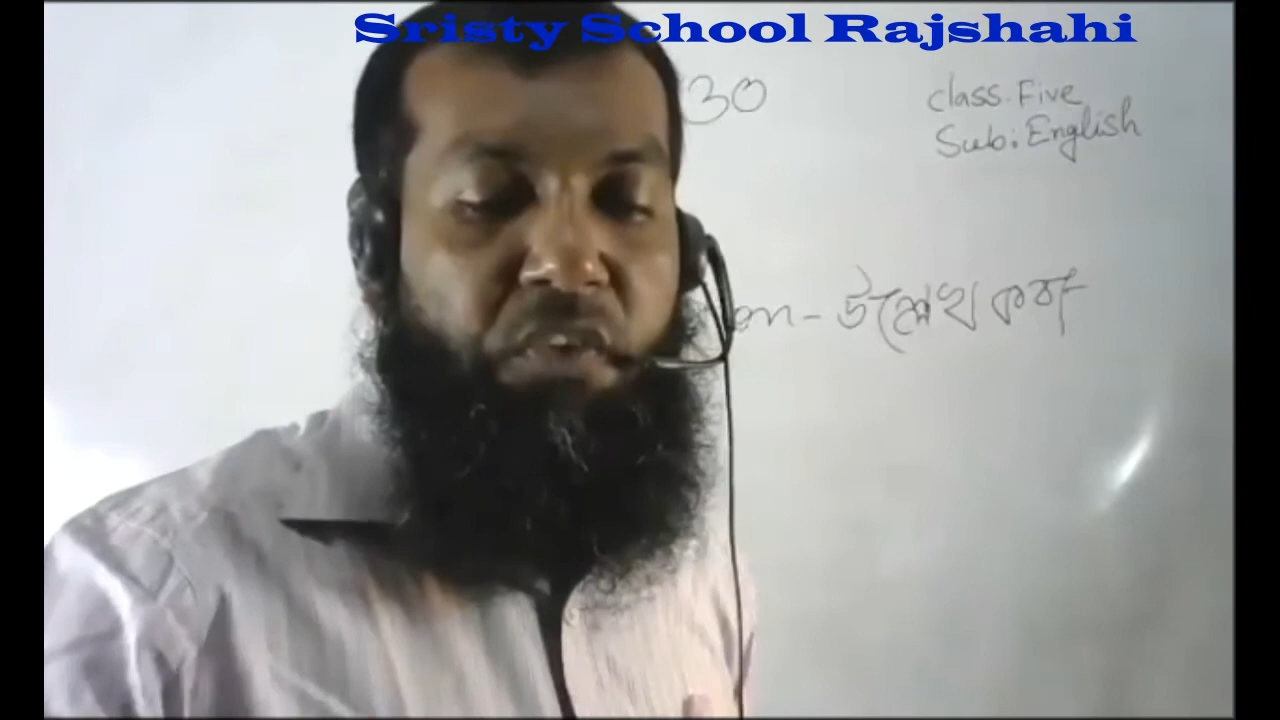 Sristy School Rajshahi
30
Class. Five
Sub: English
উল্লেখ করা